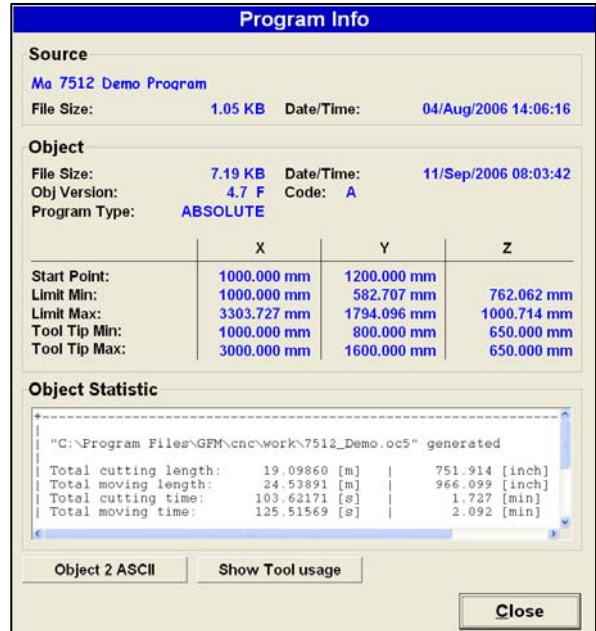 Program Info
Source
Ma 7512 Demo Program
File Size: 1.05 KB Date/Time: 04/Aug/2006 14:06:16
Object
File Size: 7.19 KB Date/Time: 11/Sep/2006 08:03:42
Obj Version: 4.7 F Code: A
Program Type: ABSOLUTE
X Y Z
Start Point: 1000.000 mm 1200.000 mm
Limit Min: 1000.000 mm 582.707 mm 762.062 mm
Limit Max: 3303.727 mm 1794.096 mm 1000.714 mm
Tool Tip Min: 1000.000 mm 800.000 mm 650.000 mm
Tool Tip Max: 3000.000 mm 1600.000 mm 650.000 mm
Object Statistic
"C:\Program Files\GFM\cnc\work\7512_Demo.oc5" generated
Total cutting length: 19.09860 [m] | 751.914 [inch]
Total moving length: 24.53891 [m] | 966.099 [inch]
Total cutting time: 103.62171 [s] | 1.727 [min]
Total moving time: 125.51569 [s] | 2.092 [min]
Object 2 ASCII Show Tool usage
Close